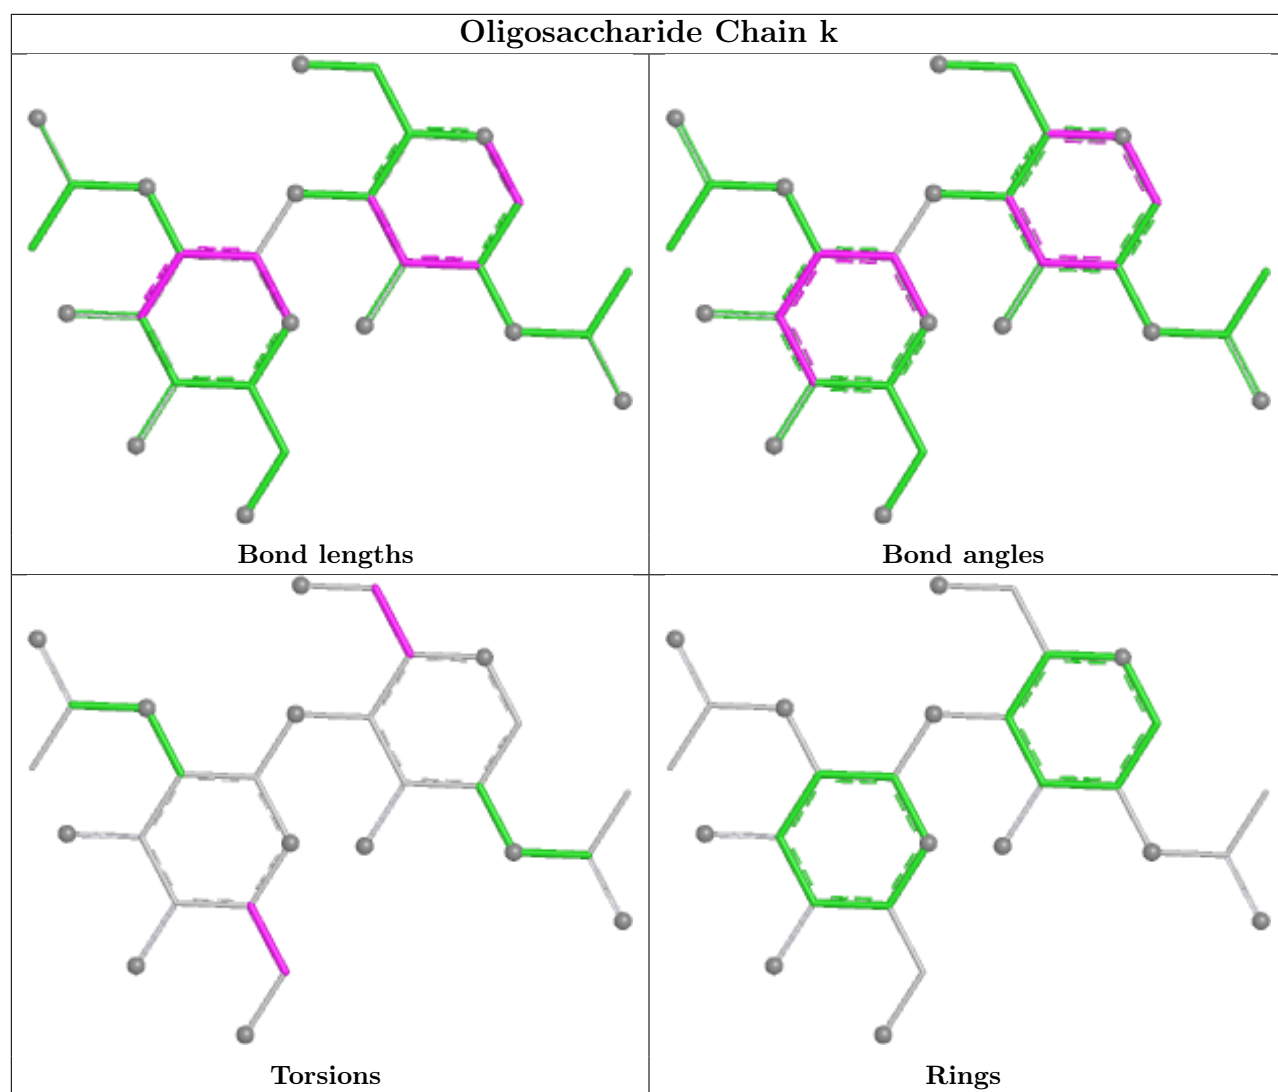 Oligosaccharide Chain k
Bond lengths
Bond angles
Torsions
Rings